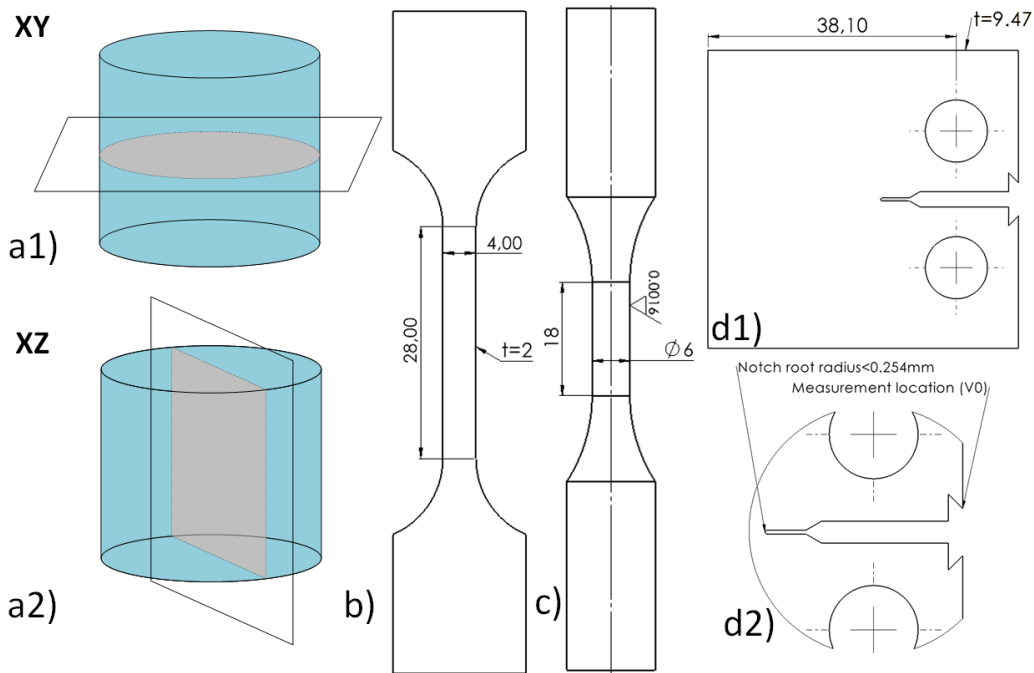 XY
a1)
XZ
a2)
4,00
28,00
t=2
b)
0.0016
18
Ø6
c)
38,10
t=9.47
d1)
Notch root radius<0.254mm
Measurement location (V0)
d2)